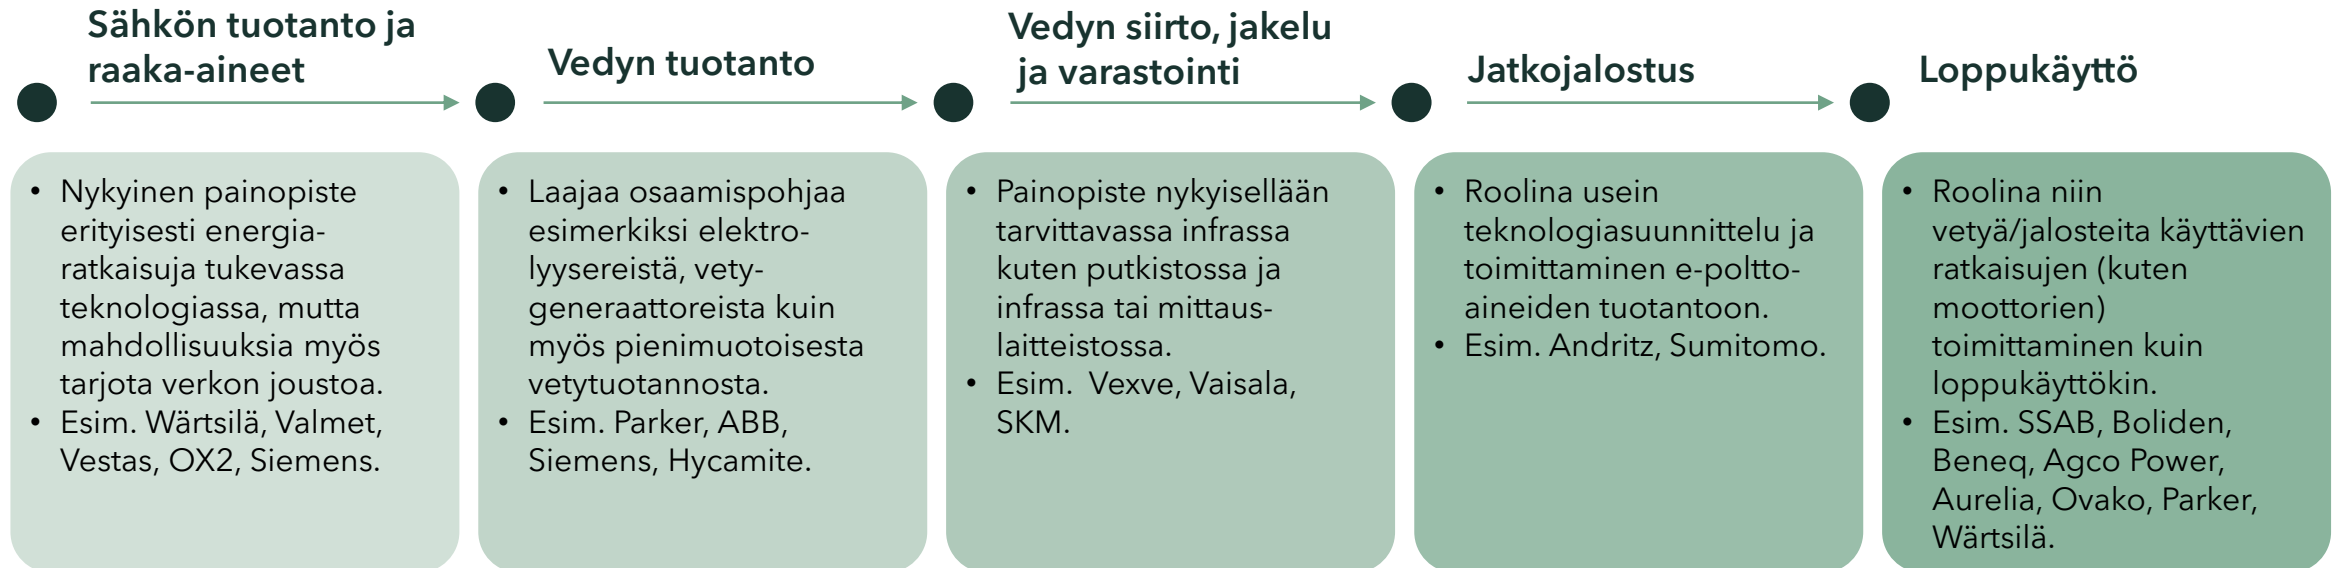 Sähkön tuotanto ja
raaka-aineet
Vedyn tuotanto
Vedyn siirto, jakelu
ja varastointi
Jatkojalostus
Loppukäyttö
• Nykyinen painopiste
erityisesti energia-
ratkaisuja tukevassa
teknologiassa, mutta
mahdollisuuksia myös
tarjota verkon joustoa.
• Esim. Wärtsilä, Valmet,
Vestas, OX2, Siemens.
• Laajaa osaamispohjaa
esimerkiksi elektro-
lyysereistä, vety-
generaattoreista kuin
myös pienimuotoisesta
vetytuotannosta.
• Esim. Parker, ABB,
Siemens, Hycamite.
• Painopiste nykyisellään
tarvittavassa infrassa
kuten putkistossa ja
infrassa tai mittaus-
laitteistossa.
• Esim. Vexve, Vaisala,
SKM.
• Roolina usein
teknologiasuunnittelu ja
toimittaminen e-poltto-
aineiden tuotantoon.
• Esim. Andritz, Sumitomo.
• Roolina niin
vetyä/jalosteita käyttävien
ratkaisujen (kuten
moottorien)
toimittaminen kuin
loppukäyttökin.
• Esim. SSAB, Boliden,
Beneq, Agco Power,
Aurelia, Ovako, Parker,
Wärtsilä.